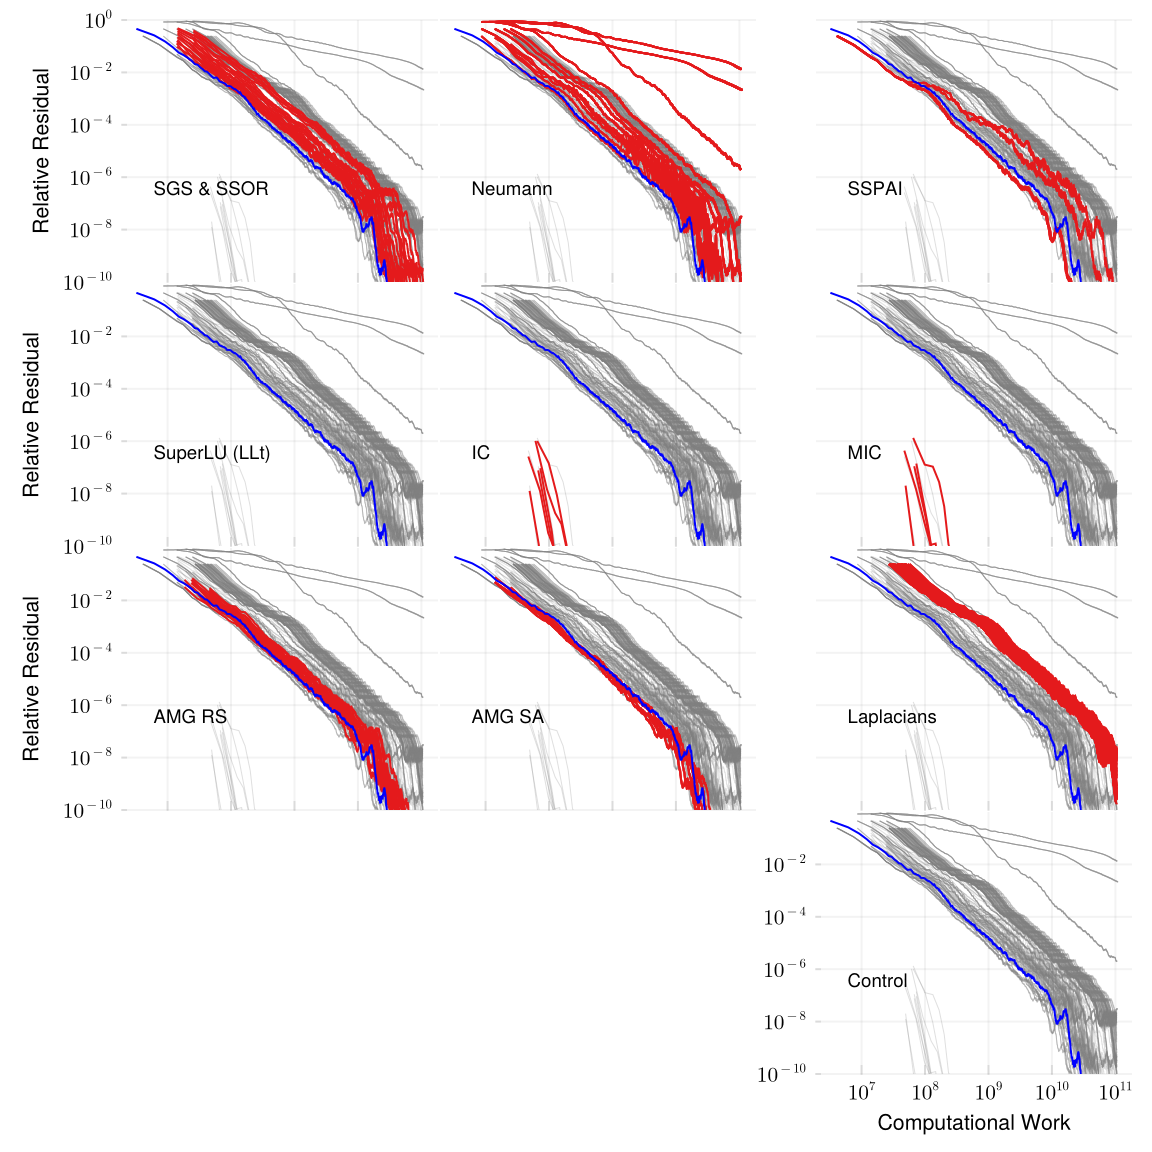 Relative Residual
10^0
10^-2
10^-4
10^-6
10^-8
10^-10
SGS & SSOR
Neumann
SSPAI
Relative Residual
10^-2
10^-4
10^-6
10^-8
10^-10
SuperLU (LLt)
IC
MIC
Relative Residual
10^-2
10^-4
10^-6
10^-8
10^-10
AMG RS
AMG SA
Laplacians
10^-2
10^-4
10^-6
10^-8
10^-10
Control
10^7 10^8 10^9 10^10 10^11
Computational Work